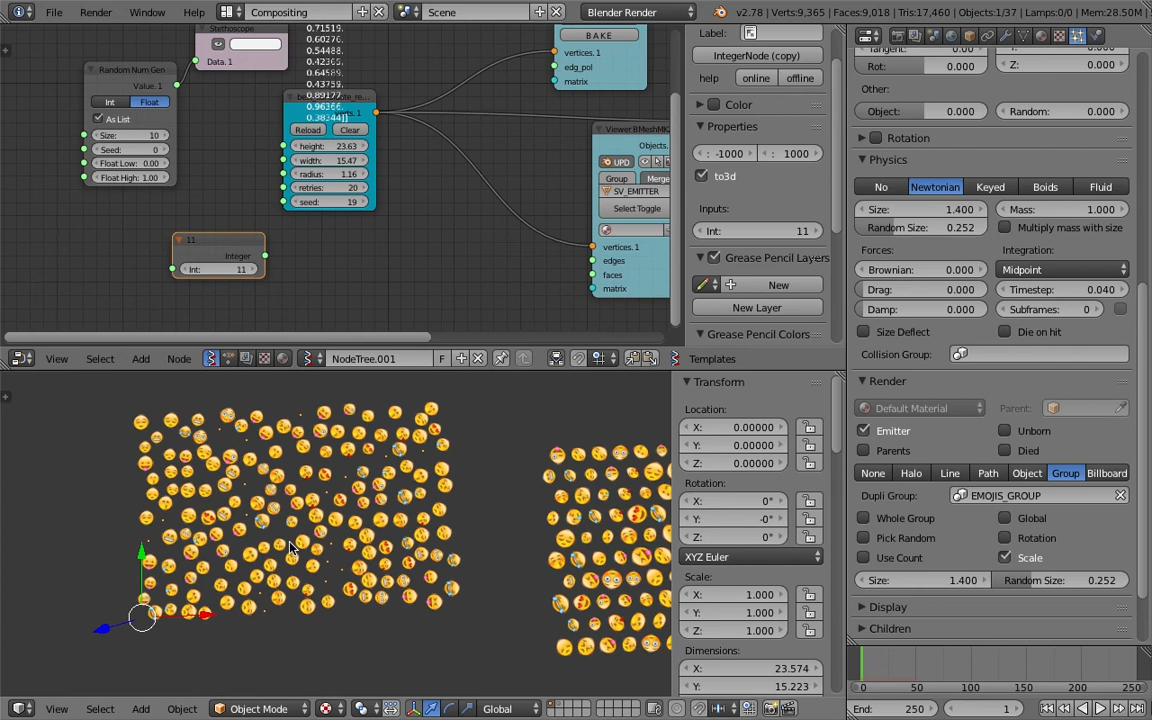 File Render Window Help Compositing Scene Blender Render v2.78 | Verts:9,365 | Faces:9,018 | Tris:17,460 | Objects:1/37 | Lamps:0/0 | Mem:28.50M
Stethoscope
Data. 1
0.71519,
0.60276,
0.54488,
0.42365,
0.64589,
0.43759,
0.89177,
0.96366,
0.38344]]
Random Num Gen
Value. 1
Int Float
As List
Size: 10
Seed: 0
Float Low: 0.00
Float High: 1.00
Reload Clear
height: 23.63
width: 15.47
radius: 1.16
retries: 20
seed: 19
11
Integer
Int: 11
BAKE
vertices. 1
edg_pol
matrix
Viewer BMeshMK
Objects.
UPD
Group Merge
SV_EMITTER
Select Toggle
vertices. 1
edges
faces
matrix
Label:
IntegerNode (copy)
help online offline
Color
Properties
: -1000 : 1000
to3d
Inputs:
Int: 11
Grease Pencil Layers
New
New Layer
Grease Pencil Colors
View Select Add Node NodeTree.001 F Templates
Transform
Location:
X: 0.00000
Y: 0.00000
Z: 0.00000
Rotation:
X: 0°
Y: -0°
Z: 0°
XYZ Euler
Scale:
X: 1.000
Y: 1.000
Z: 1.000
Dimensions:
X: 23.574
Y: 15.223
View Select Add Object Object Mode Global
Rot: 0.000 Z: 0.000
Other:
Object: 0.000 Random: 0.000
Rotation
Physics
No Newtonian Keyed Boids Fluid
Size: 1.400 Mass: 1.000
Random Size: 0.252 Multiply mass with size
Forces: Integration:
Brownian: 0.000 Midpoint
Drag: 0.000 Timestep: 0.040
Damp: 0.000 Subframes: 0
Size Deflect Die on hit
Collision Group:
Render
Default Material Parent:
Emitter Unborn
Parents Died
None Halo Line Path Object Group Billboard
Dupli Group: EMOJIS_GROUP
Whole Group Global
Pick Random Rotation
Use Count Scale
Size: 1.400 Random Size: 0.252
Display
Children
0 50 100 150 200 250
End: 250 1